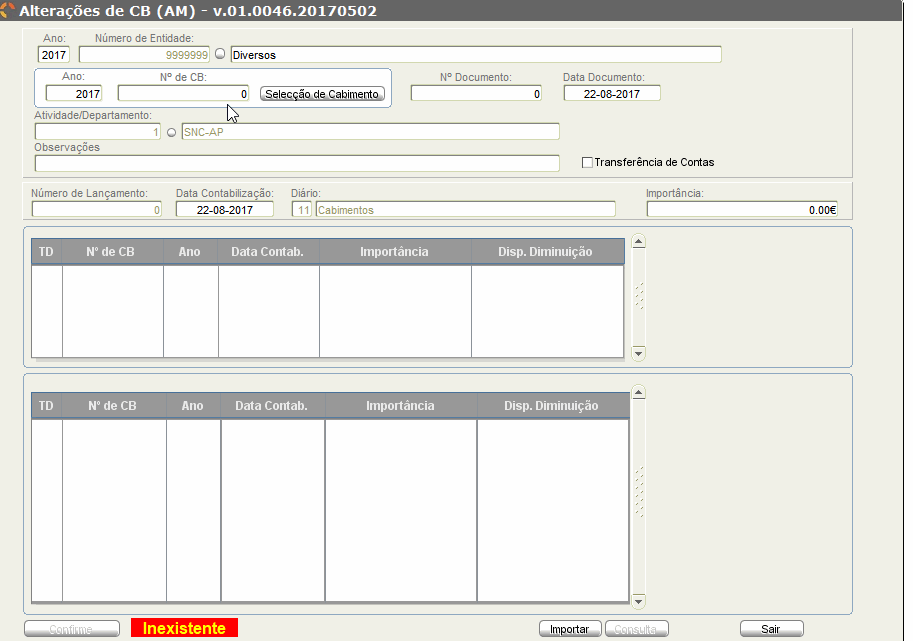 Alterações de CB (AM) - v.01.0046.20170502
Ano: Número de Entidade:
2017 9999999 Diversos
Ano: Nº de CB: Nº Documento: Data Documento:
2017 0 Selecção de Cabimento 0 22-08-2017
Atividade/Departamento:
1 SNC-AP
Observações
Transferência de Contas
Número de Lançamento: Data Contabilização: Diário: Importância:
0 22-08-2017 11 Cabimentos 0.00€
TD Nº de CB Ano Data Contab. Importância Disp. Diminuição
TD Nº de CB Ano Data Contab. Importância Disp. Diminuição
Confirme Inexistente Importar Consulta Sair